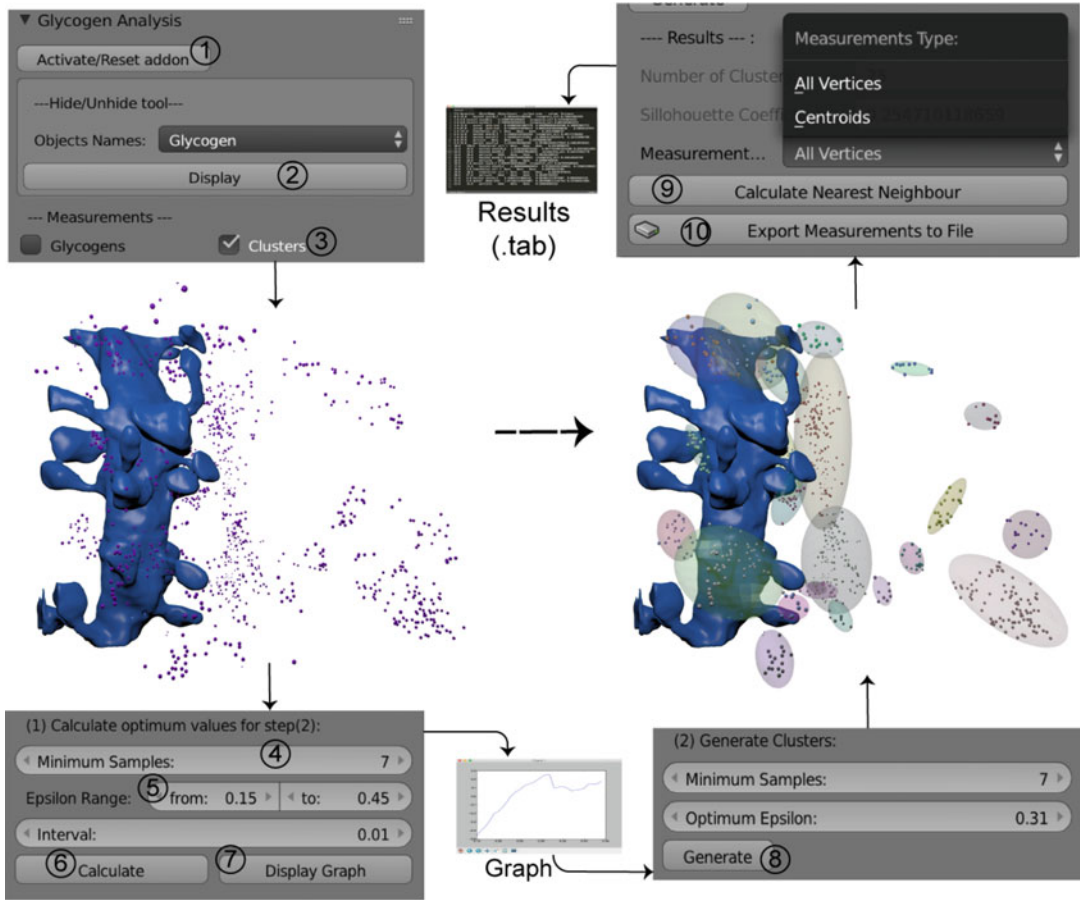 Glycogen Analysis
Activate/Reset addon 1
---Hide/Unhide tool---
Objects Names: Glycogen
Display 2
--- Measurements ---
Glycogens Clusters 3
Generate
---- Results --- :
Measurements Type:
Number of Cluster
All Vertices
Sillohouette Coeffi
Centroids
Measurement... All Vertices
9 Calculate Nearest Neighbour
10 Export Measurements to File
Results
(.tab)
(1) Calculate optimum values for step(2):
Minimum Samples: 4 7
Epsilon Range: 5 from: 0.15 to: 0.45
Interval: 0.01
6 Calculate 7 Display Graph
Graph
(2) Generate Clusters:
Minimum Samples: 7
Optimum Epsilon: 0.31
Generate 8